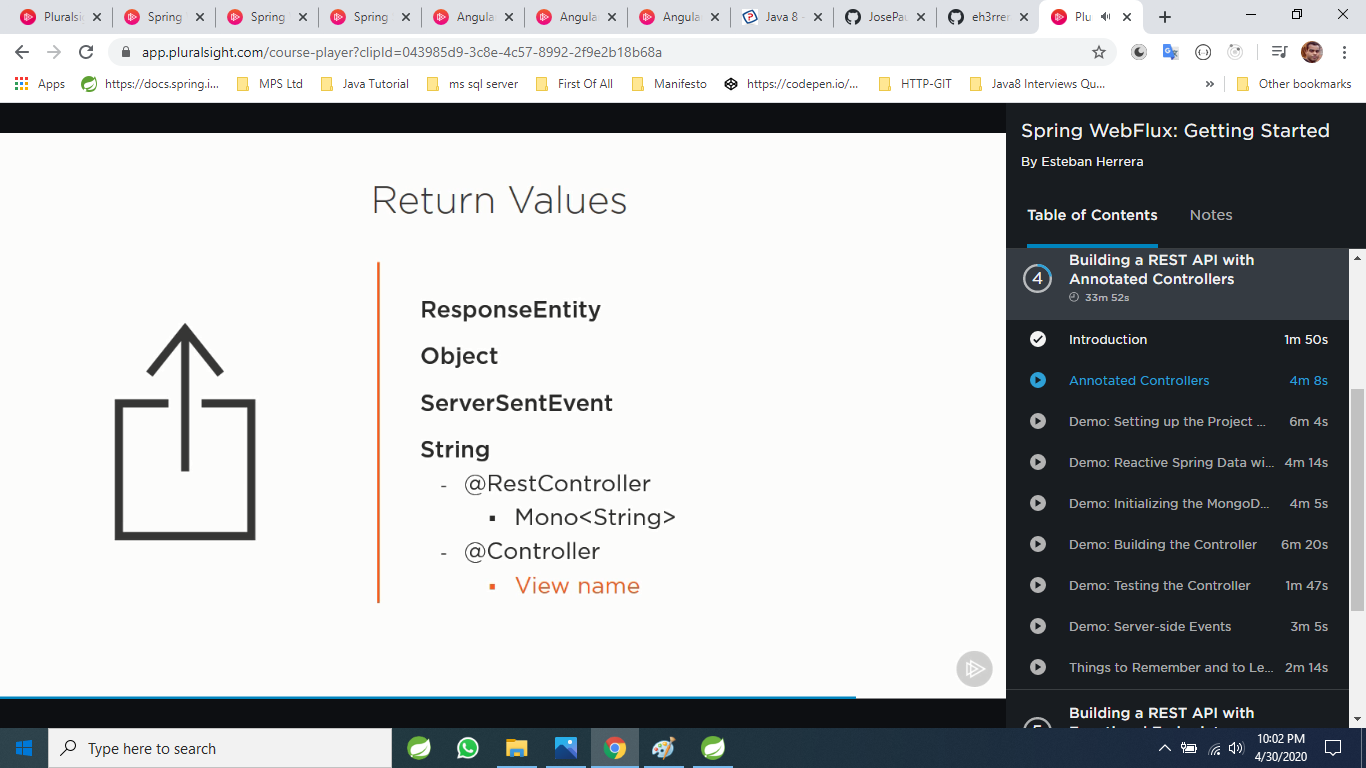 Pluralsi
Spring
Spring
Spring
Angula
Angula
Angula
Java 8 -
JosePau
eh3rrer
Plu
app.pluralsight.com/course-player?clipId=043985d9-3c8e-4c57-8992-2f9e2b18b68a
Apps
https://docs.spring.i...
MPS Ltd
Java Tutorial
ms sql server
First Of All
Manifesto
https://codepen.io/...
HTTP-GIT
Java8 Interviews Qu...
»
Other bookmarks
Return Values
ResponseEntity
Object
ServerSentEvent
String
- @RestController
▪ Mono<String>
- @Controller
▪ View name
Spring WebFlux: Getting Started
By Esteban Herrera
Table of Contents
Notes
4
Building a REST API with
Annotated Controllers
33m 52s
Introduction 1m 50s
Annotated Controllers 4m 8s
Demo: Setting up the Project ... 6m 4s
Demo: Reactive Spring Data wi... 4m 14s
Demo: Initializing the MongoD... 4m 5s
Demo: Building the Controller 6m 20s
Demo: Testing the Controller 1m 47s
Demo: Server-side Events 3m 5s
Things to Remember and to Le... 2m 14s
Building a REST API with
Type here to search
10:02 PM
4/30/2020